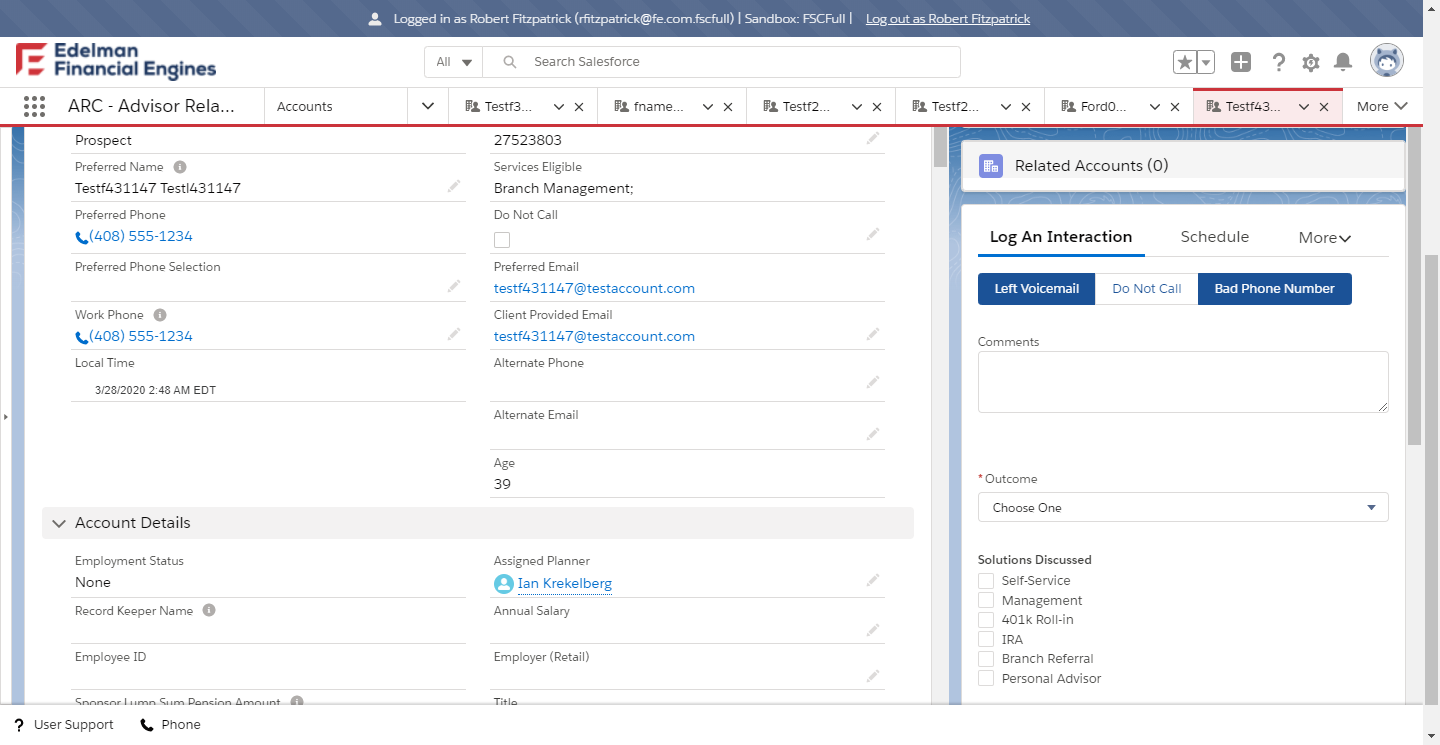 Logged in as Robert Fitzpatrick (rfitzpatrick@fe.com.fscfull) | Sandbox: FSCFull | Log out as Robert Fitzpatrick
Edelman
Financial Engines
All
Search Salesforce
ARC - Advisor Rela...
Accounts
Testf3...
fname...
Testf2...
Testf2...
Ford0...
Testf43...
More
Prospect
27523803
Preferred Name
Testf431147 Testl431147
Services Eligible
Branch Management;
Preferred Phone
(408) 555-1234
Do Not Call
Preferred Phone Selection
Preferred Email
testf431147@testaccount.com
Work Phone
(408) 555-1234
Client Provided Email
testf431147@testaccount.com
Local Time
3/28/2020 2:48 AM EDT
Alternate Phone
Alternate Email
Age
39
Account Details
Employment Status
None
Assigned Planner
Ian Krekelberg
Record Keeper Name
Annual Salary
Employee ID
Employer (Retail)
Sponsor Lump Sum Pension Amount
Title
Related Accounts (0)
Log An Interaction
Schedule
More
Left Voicemail
Do Not Call
Bad Phone Number
Comments
* Outcome
Choose One
Solutions Discussed
Self-Service
Management
401k Roll-in
IRA
Branch Referral
Personal Advisor
? User Support
Phone